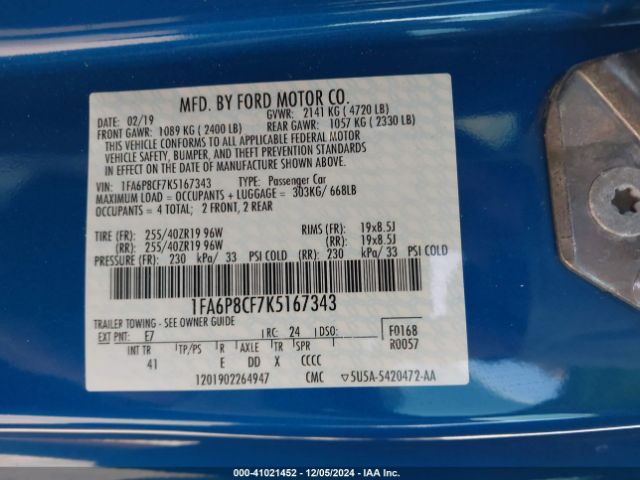 MFD. BY FORD MOTOR CO.
DATE: 02/19 GVWR: 2141 KG ( 4720 LB)
FRONT GAWR: 1089 KG ( 2400 LB) REAR GAWR: 1057 KG ( 2330 LB)
THIS VEHICLE CONFORMS TO ALL APPLICABLE FEDERAL MOTOR
VEHICLE SAFETY, BUMPER, AND THEFT PREVENTION STANDARDS
IN EFFECT ON THE DATE OF MANUFACTURE SHOWN ABOVE.
VIN: 1FA6P8CF7K5167343 TYPE: Passenger Car
MAXIMUM LOAD = OCCUPANTS + LUGGAGE = 303KG/ 668LB
OCCUPANTS = 4 TOTAL; 2 FRONT, 2 REAR
TIRE (FR): 255/40ZR19 96W RIMS (FR): 19x8.5J
(RR): 255/40ZR19 96W (RR): 19x8.5J
PRESSURE (FR): 230 kPa/ 33 PSI COLD (RR): 230 kPa/ 33 PSI COLD
1FA6P8CF7K5167343
TRAILER TOWING - SEE OWNER GUIDE
EXT PNT: E7 RC: 24 DSO: F0168
INT TR TP/PS R AXLE TR SPR R0057
41 E DD X CCCC
1201902264947 CMC ▽5U5A-5420472-AA
000-41021452 - 12/05/2024 - IAA Inc.